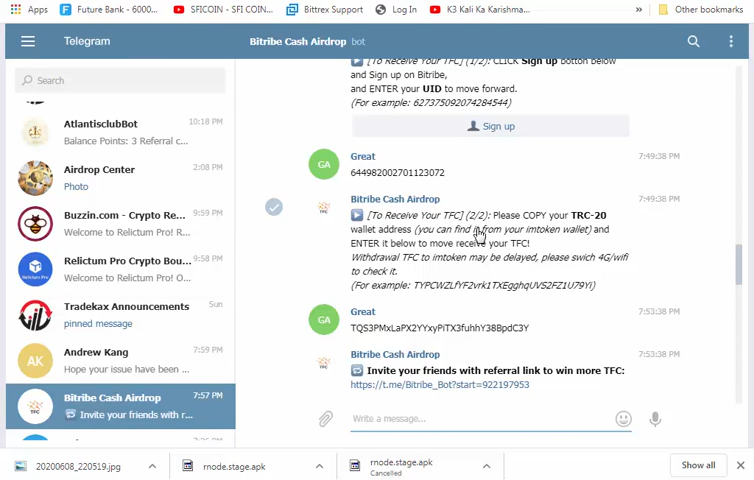 Apps
Future Bank - 6000...
SFICOIN - SFI COIN...
Bittrex Support
Log In
K3 Kali Ka Karishma...
»
Other bookmarks
Telegram
Bitribe Cash Airdrop bot
Search
AtlantisclubBot 10:18 PM
Balance Points: 3 Referral c...
Airdrop Center 2:08 PM
Photo
Buzzin.com - Crypto Re... 9:59 PM
Welcome to Relictum Pro! R...
Relictum Pro Crypto Bou... 9:58 PM
Welcome to Relictum Pro! C...
Tradekax Announcements Sun
pinned message
AK
Andrew Kang 7:59 PM
Hope your issue have been ...
TFC
Bitribe Cash Airdrop 7:57 PM
Invite your friends with r...
[To Receive Your TFC] (1/2): CLICK Sign up botton below
and Sign up on Bitribe,
and ENTER your UID to move forward.
(For example: 627375092074284544)
Sign up
GA
Great 7:49:38 PM
644982002701123072
TFC
Bitribe Cash Airdrop 7:49:38 PM
[To Receive Your TFC] (2/2): Please COPY your TRC-20
wallet address (you can find it from your imtoken wallet) and
ENTER it below to move receive your TFC!
Withdrawal TFC to imtoken may be delayed, please swich 4G/wifi
to check it.
(For example: TYPCWZLfYF2vrk1TXEgghqUVS2FZ1U79Yi)
GA
Great 7:53:38 PM
TQS3PMxLaPX2YYxyPiTX3fuhhY38BpdC3Y
TFC
Bitribe Cash Airdrop 7:53:38 PM
Invite your friends with referral link to win more TFC:
https://t.me/Bitribe_Bot?start=922197953
Write a message...
20200608_220519.jpg
rnode.stage.apk
rnode.stage.apk
Cancelled
Show all